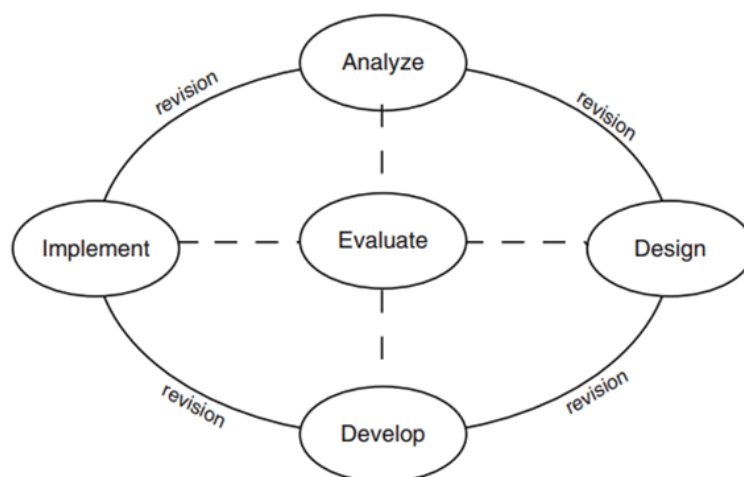 Analyze
revision
revision
Implement
Evaluate
Design
revision
revision
Develop